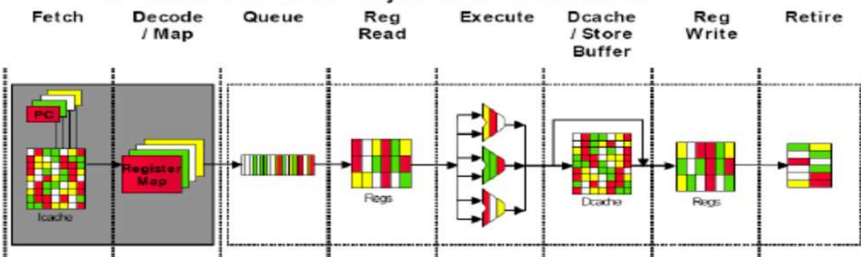 Fetch
Decode
/ Map
Queue
Reg
Read
Execute
Dcache
/ Store
Buffer
Reg
Write
Retire
PC
Register
Map
Icache
Regs
Dcache
Regs